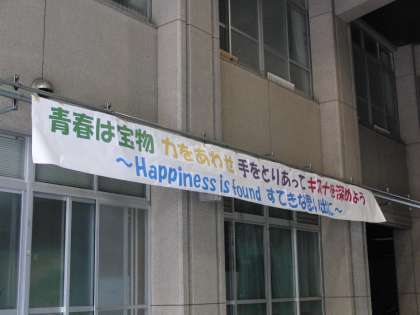 青春は宝物 力をあわせ 手をとりあって キズナを深めよう
～Happiness is found すてきな思い出に～